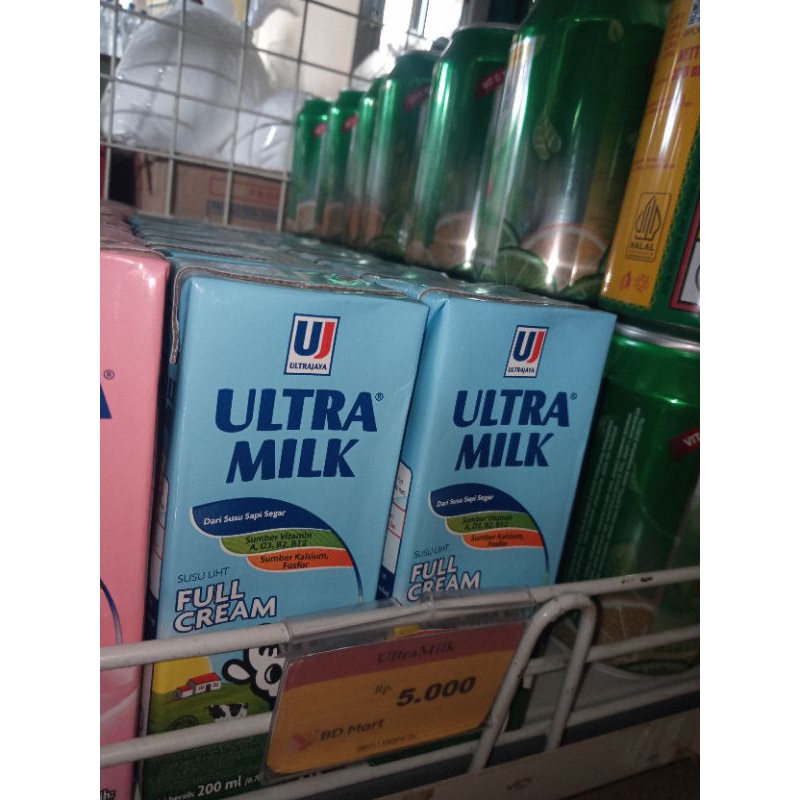 HALAL
UJ
ULTRAJAYA
ULTRA®
MILK
Dari Susu Sapi Segar
Sumber Vitamin
A, D3, B2, B12
Sumber Kalsium,
Fosfor
SUSU UHT
FULL
CREAM
200 ml
UJ
ULTRAJAYA
ULTRA®
MILK
Dari Susu Sapi Segar
Sumber Vitamin
A, D3, B2, B12
Sumber Kalsium,
Fosfor
SUSU UHT
FULL
CREAM
UltraMilk
Rp. 5.000
BD Mart